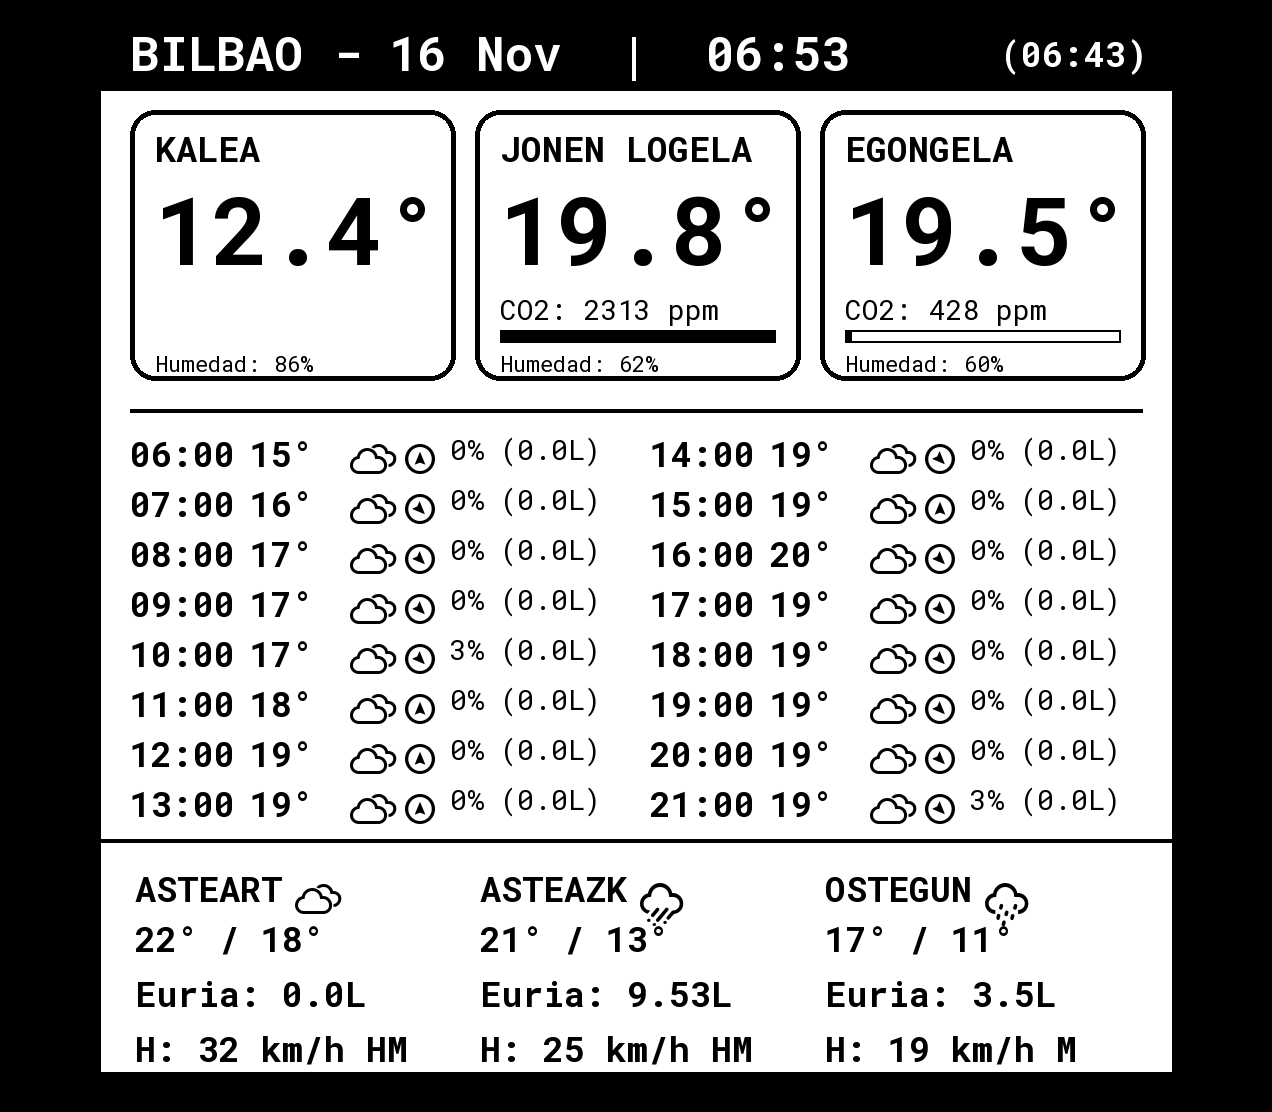 BILBAO - 16 Nov | 06:53 (06:43)
KALEA
12.4°
Humedad: 86%
JONEN LOGELA
19.8°
CO2: 2313 ppm
Humedad: 62%
EGONGELA
19.5°
CO2: 428 ppm
Humedad: 60%
06:00 15° 0% (0.0L)
07:00 16° 0% (0.0L)
08:00 17° 0% (0.0L)
09:00 17° 0% (0.0L)
10:00 17° 3% (0.0L)
11:00 18° 0% (0.0L)
12:00 19° 0% (0.0L)
13:00 19° 0% (0.0L)
14:00 19° 0% (0.0L)
15:00 19° 0% (0.0L)
16:00 20° 0% (0.0L)
17:00 19° 0% (0.0L)
18:00 19° 0% (0.0L)
19:00 19° 0% (0.0L)
20:00 19° 0% (0.0L)
21:00 19° 3% (0.0L)
ASTEART
22° / 18°
Euria: 0.0L
H: 32 km/h HM
ASTEAZK
21° / 13°
Euria: 9.53L
H: 25 km/h HM
OSTEGUN
17° / 11°
Euria: 3.5L
H: 19 km/h M